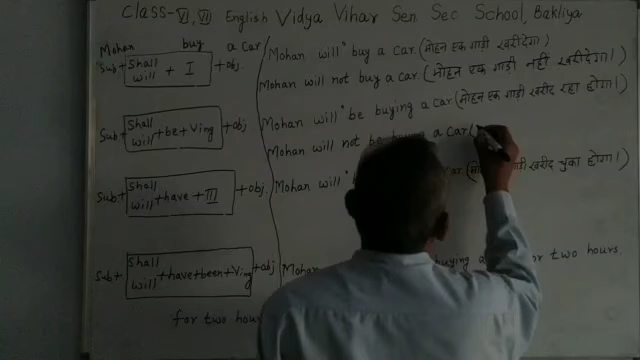 Class-VI, VII English Vidya Vihar Sen Sec School, Bakliya
Mohan buy a car
Sub+ Shall will + I + obj.
Sub+ Shall will + be + Ving + obj
Sub+ Shall will + have + III + obj.
Sub+ Shall will + have + been + Ving + obj
for two hours
Mohan will buy a car (मोहन एक गाड़ी खरीदेगा)
Mohan will not buy a car (मोहन एक गाड़ी नहीं खरीदेगा।)
Mohan will be buying a car (मोहन एक गाड़ी खरीद रहा होगा।)
Mohan will not be buying a car (
Mohan will गाड़ी खरीद चुका होगा।)
Mohan buying a for two hours.